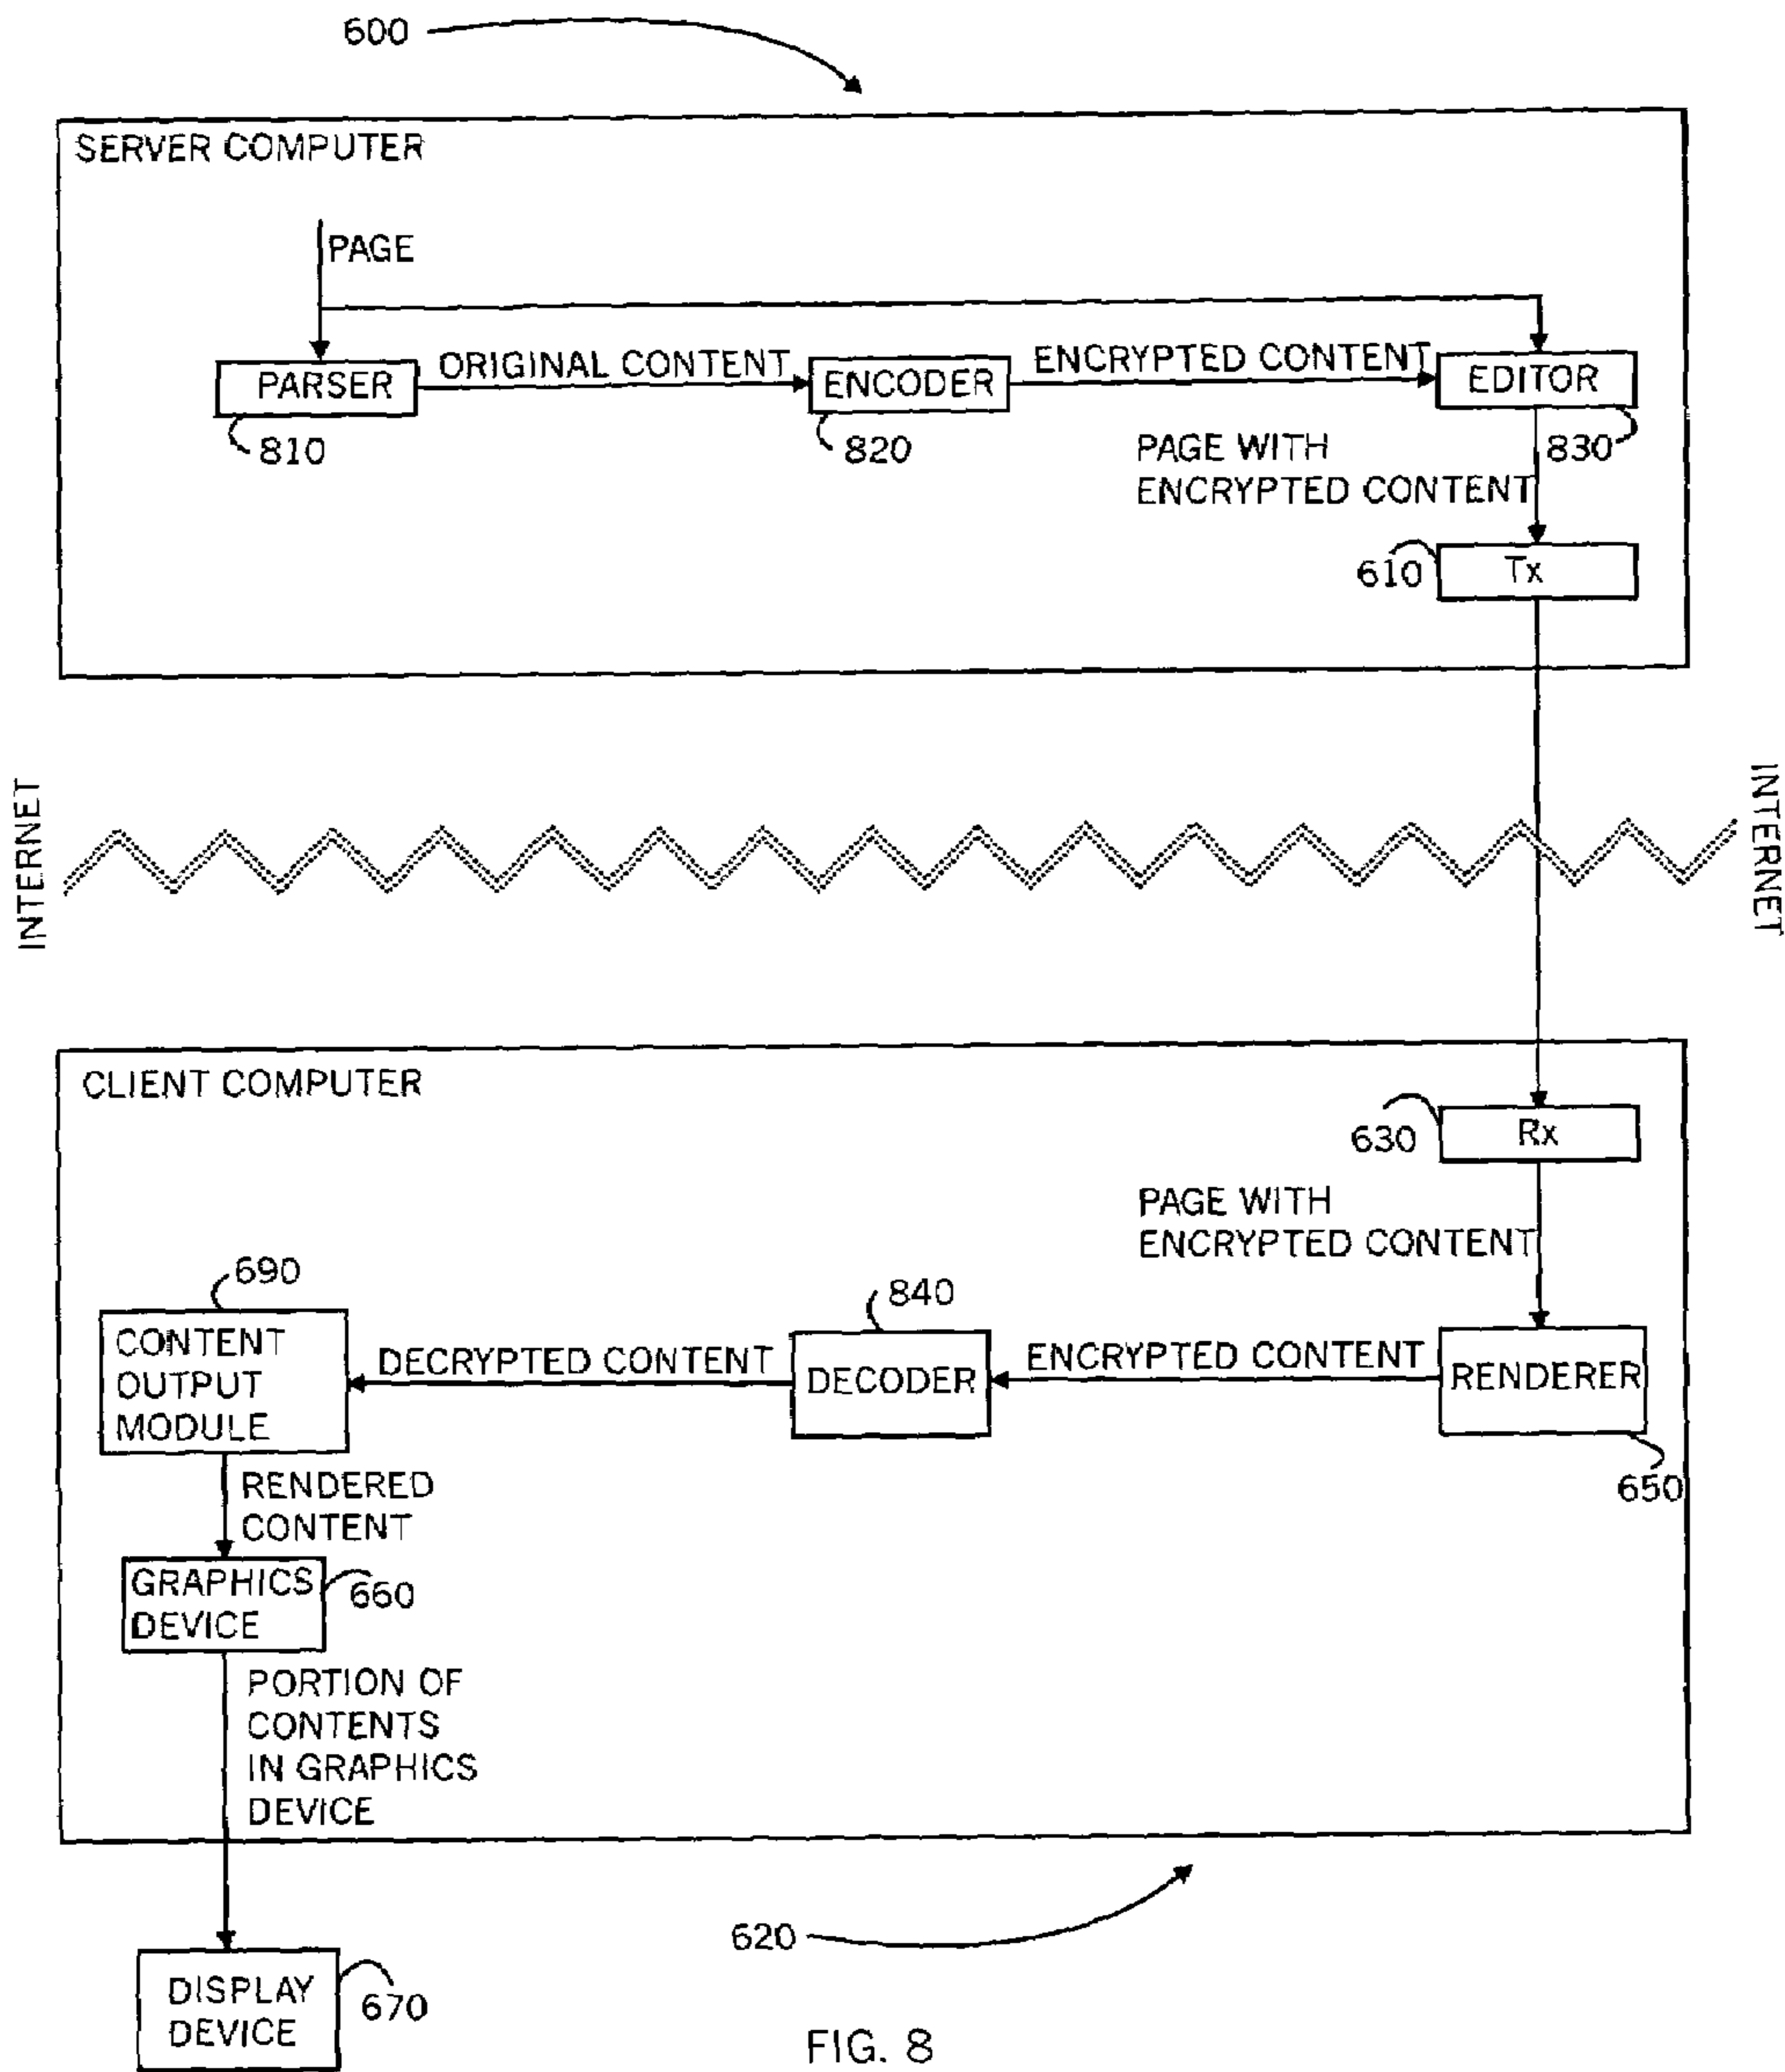 600
SERVER COMPUTER
PAGE
PARSER
810
ORIGINAL CONTENT
ENCODER
820
ENCRYPTED CONTENT
EDITOR
830
PAGE WITH
ENCRYPTED CONTENT
610
Tx
INTERNET
INTERNET
CLIENT COMPUTER
630
Rx
PAGE WITH
ENCRYPTED CONTENT
RENDERER
650
ENCRYPTED CONTENT
840
DECODER
DECRYPTED CONTENT
690
CONTENT
OUTPUT
MODULE
RENDERED
CONTENT
GRAPHICS
DEVICE
660
PORTION OF
CONTENTS
IN GRAPHICS
DEVICE
620
DISPLAY
DEVICE
670
FIG. 8